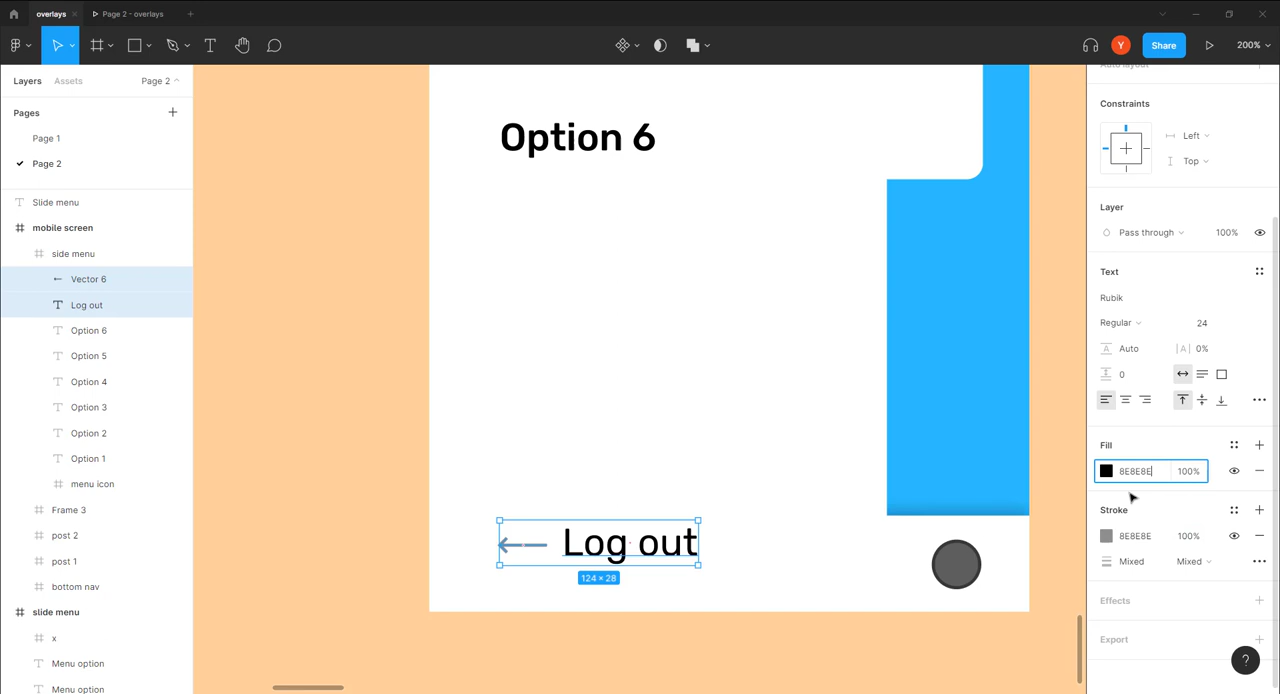 overlays
Page 2 - overlays
Y
Share
200%
Layers
Assets
Page 2
Pages
Page 1
Page 2
Slide menu
mobile screen
side menu
Vector 6
Log out
Option 6
Option 5
Option 4
Option 3
Option 2
Option 1
menu icon
Frame 3
post 2
post 1
bottom nav
slide menu
x
Menu option
Menu option
Option 6
Log out
124 × 28
Auto layout
Constraints
Left
Top
Layer
Pass through
100%
Text
Rubik
Regular
24
Auto
0%
0
Fill
8E8E8E
100%
Stroke
8E8E8E
100%
Mixed
Mixed
Effects
Export
?